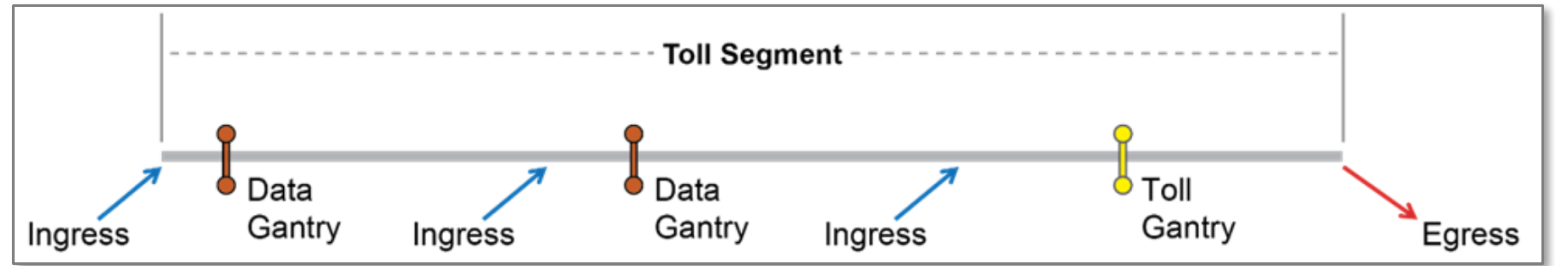 Toll Segment
Ingress
Data
Gantry
Ingress
Data
Gantry
Ingress
Toll
Gantry
Egress